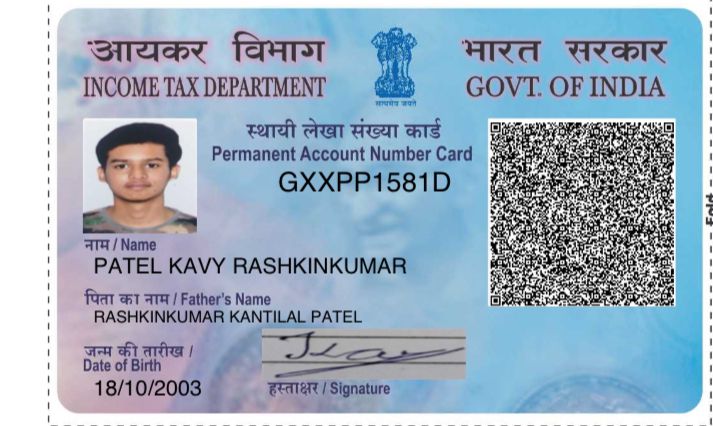 आयकर विभाग
INCOME TAX DEPARTMENT
सत्यमेव जयते
भारत सरकार
GOVT. OF INDIA
स्थायी लेखा संख्या कार्ड
Permanent Account Number Card
GXXPP1581D
नाम / Name
PATEL KAVY RASHKINKUMAR
पिता का नाम / Father's Name
RASHKINKUMAR KANTILAL PATEL
जन्म की तारीख /
Date of Birth
18/10/2003
Kavy
हस्ताक्षर / Signature
Fold